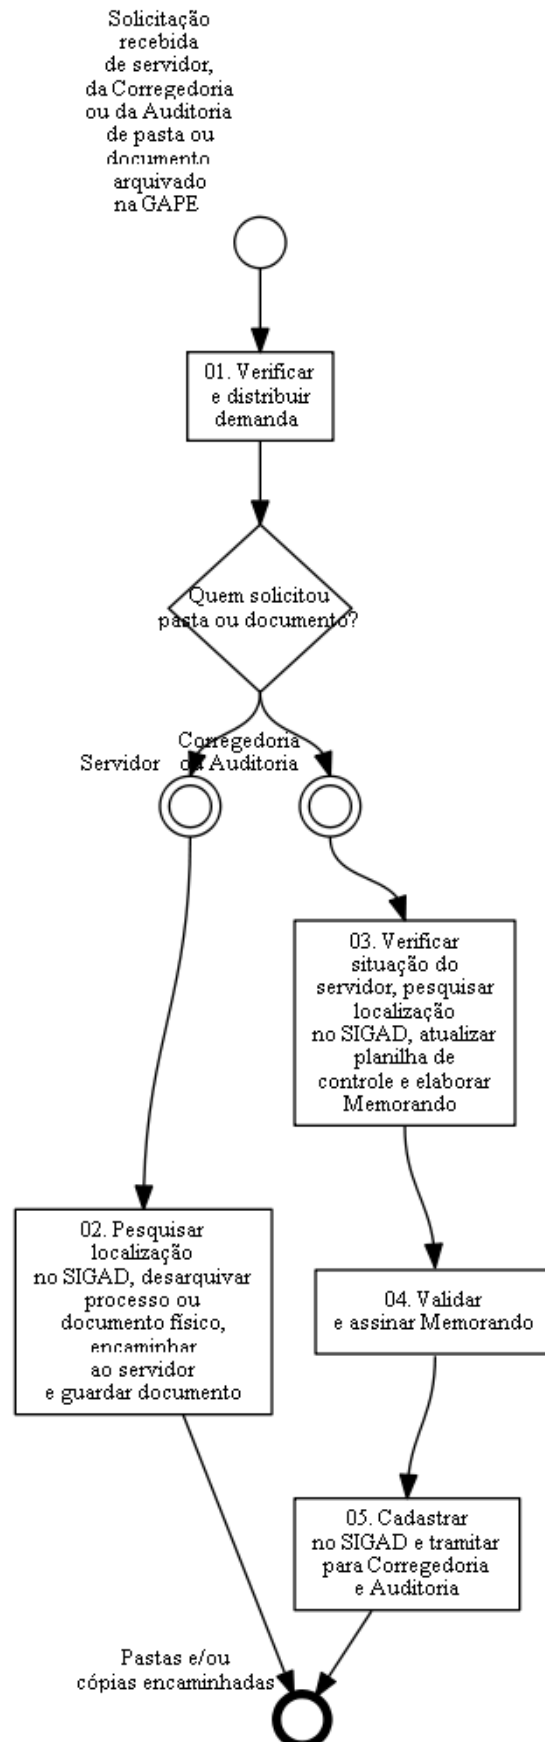 Solicitação
recebida
de servidor,
da Corregedoria
ou da Auditoria
de pasta ou
documento
arquivado
na GAPE
01. Verificar
e distribuir
demanda
Quem solicitou
pasta ou documento?
Servidor
Corregedoria
ou Auditoria
03. Verificar
situação do
servidor, pesquisar
localização
no SIGAD, atualizar
planilha de
controle e elaborar
Memorando
02. Pesquisar
localização
no SIGAD, desarquivar
processo ou
documento físico,
encaminhar
ao servidor
e guardar documento
04. Validar
e assinar Memorando
05. Cadastrar
no SIGAD e tramitar
para Corregedoria
e Auditoria
Pastas e/ou
cópias encaminhadas